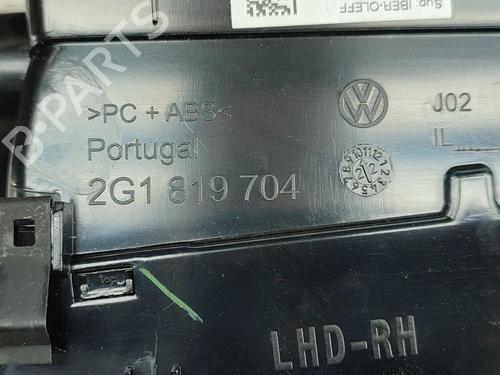 Sup: IBER-OLEFF
>PC + ABS<
Portugal
2G1 819 704
J02
IL
LHD-RH
B-PARTS